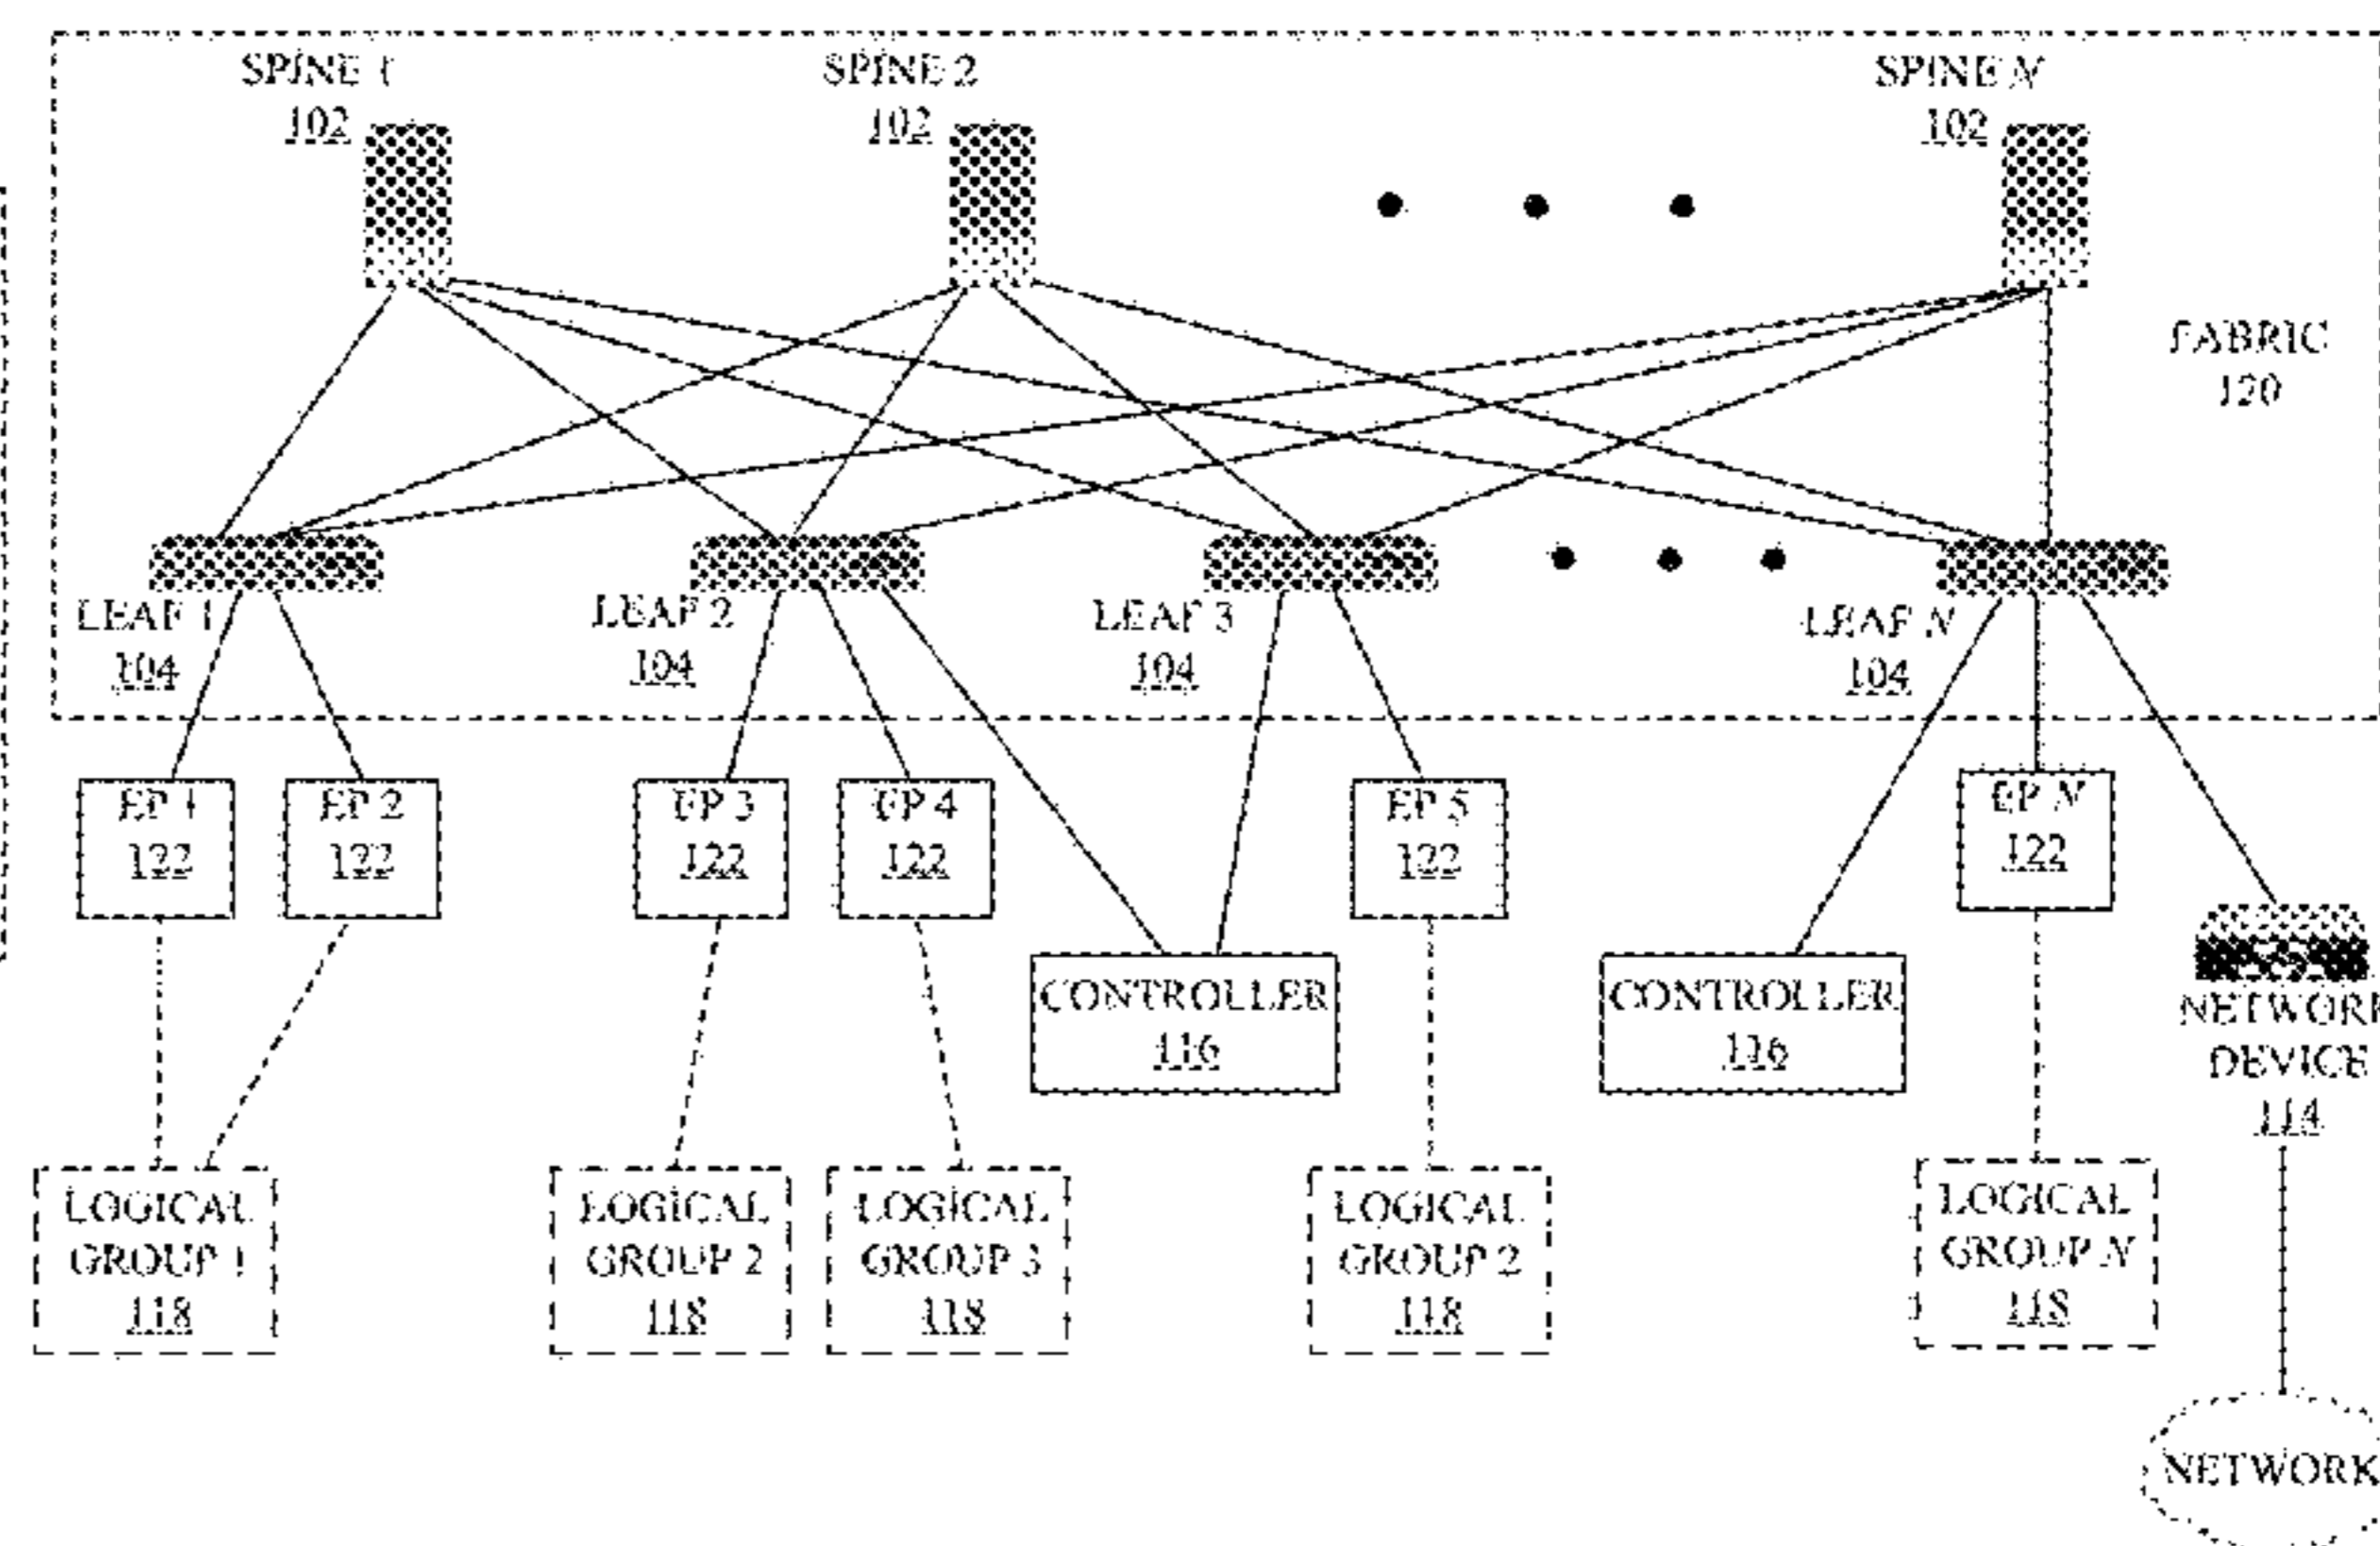 SPINE 1
102
SPINE 2
102
SPINE N
102
FABRIC
120
LEAF 1
104
LEAF 2
104
LEAF 3
104
LEAF N
104
EP 1
122
EP 2
122
EP 3
122
EP 4
122
EP 5
122
EP N
122
CONTROLLER
116
CONTROLLER
116
NETWORK
DEVICE
114
LOGICAL
GROUP 1
118
LOGICAL
GROUP 2
118
LOGICAL
GROUP 3
118
LOGICAL
GROUP 2
118
LOGICAL
GROUP N
118
NETWORK